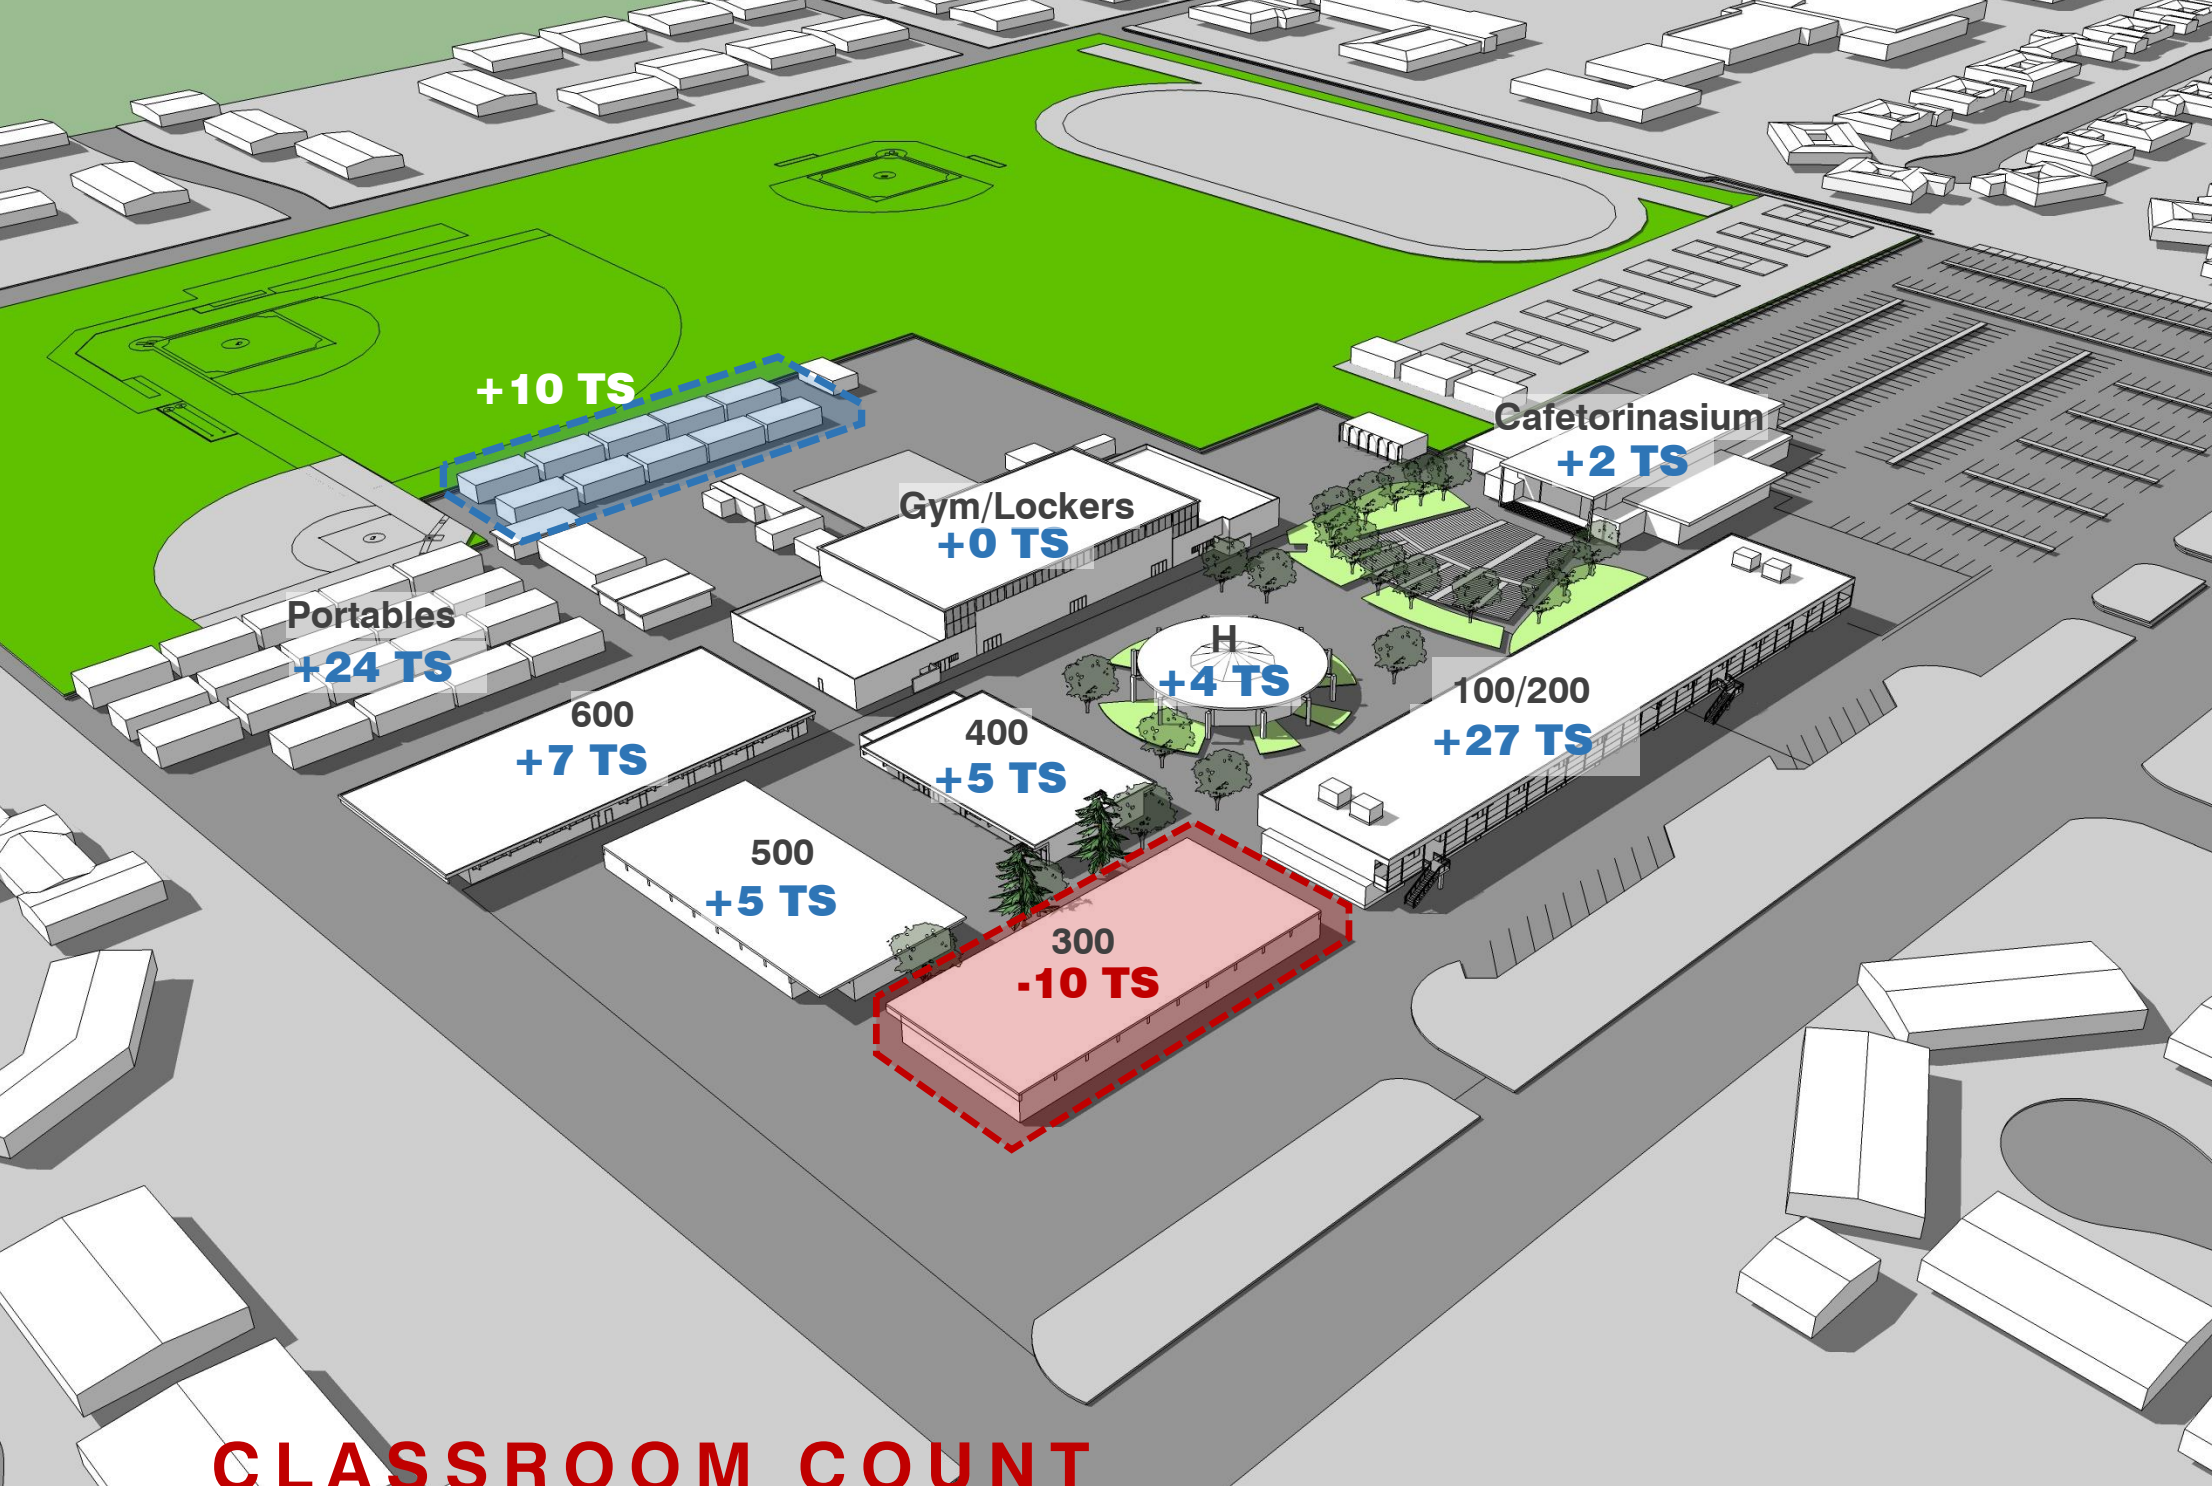 +10 TS
Cafetorinasium
+2 TS
Gym/Lockers
+0 TS
Portables
+24 TS
H
+4 TS
100/200
+27 TS
600
+7 TS
400
+5 TS
500
+5 TS
300
-10 TS
CLASSROOM COUNT